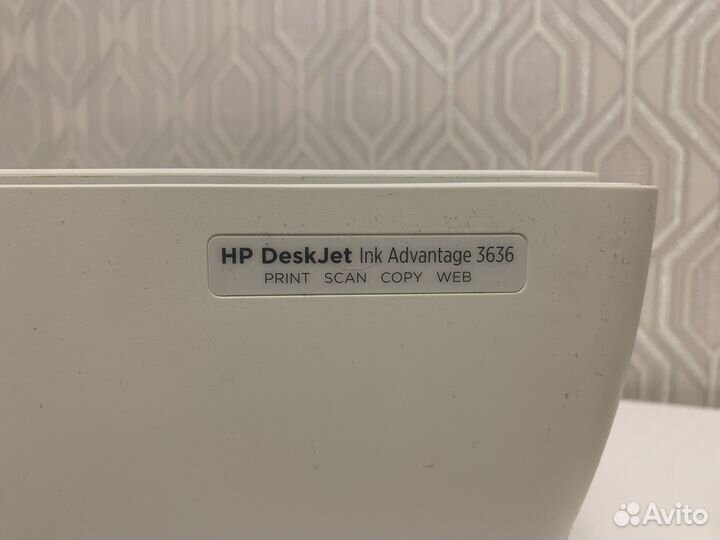 HP DeskJet Ink Advantage 3636
PRINT SCAN COPY WEB
Avito